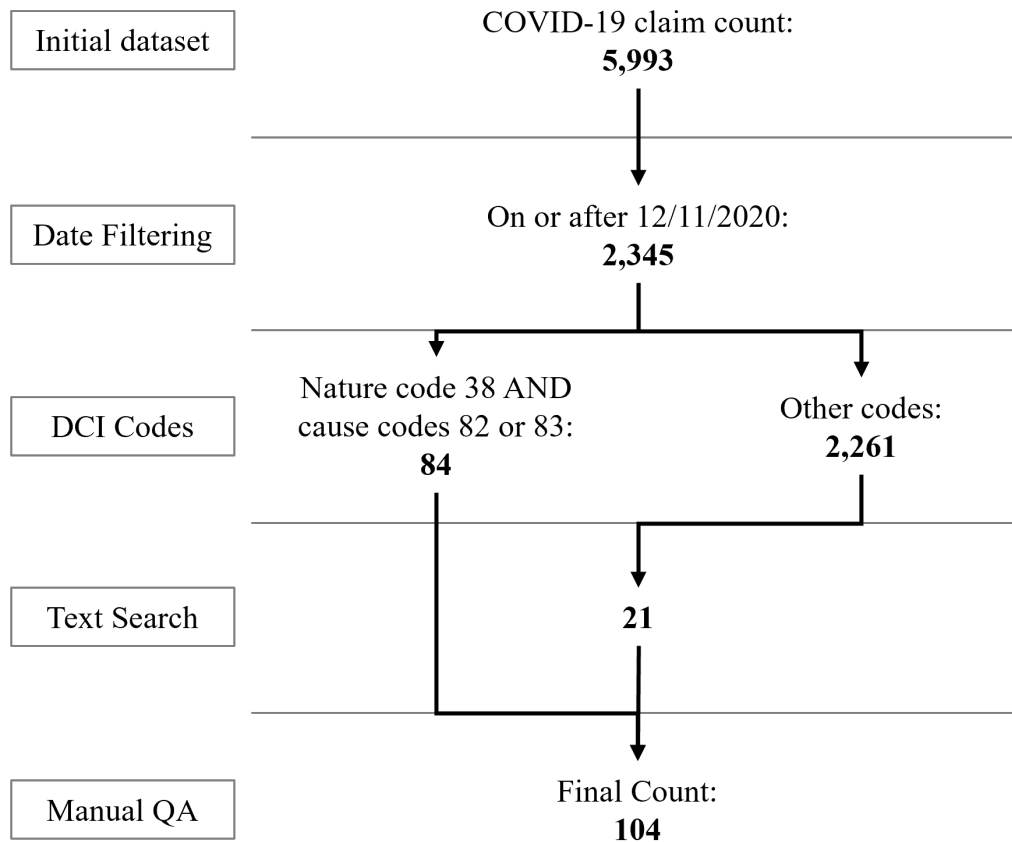 Initial dataset
COVID-19 claim count:
5,993
Date Filtering
On or after 12/11/2020:
2,345
DCI Codes
Nature code 38 AND
cause codes 82 or 83:
84
Other codes:
2,261
Text Search
21
Manual QA
Final Count:
104